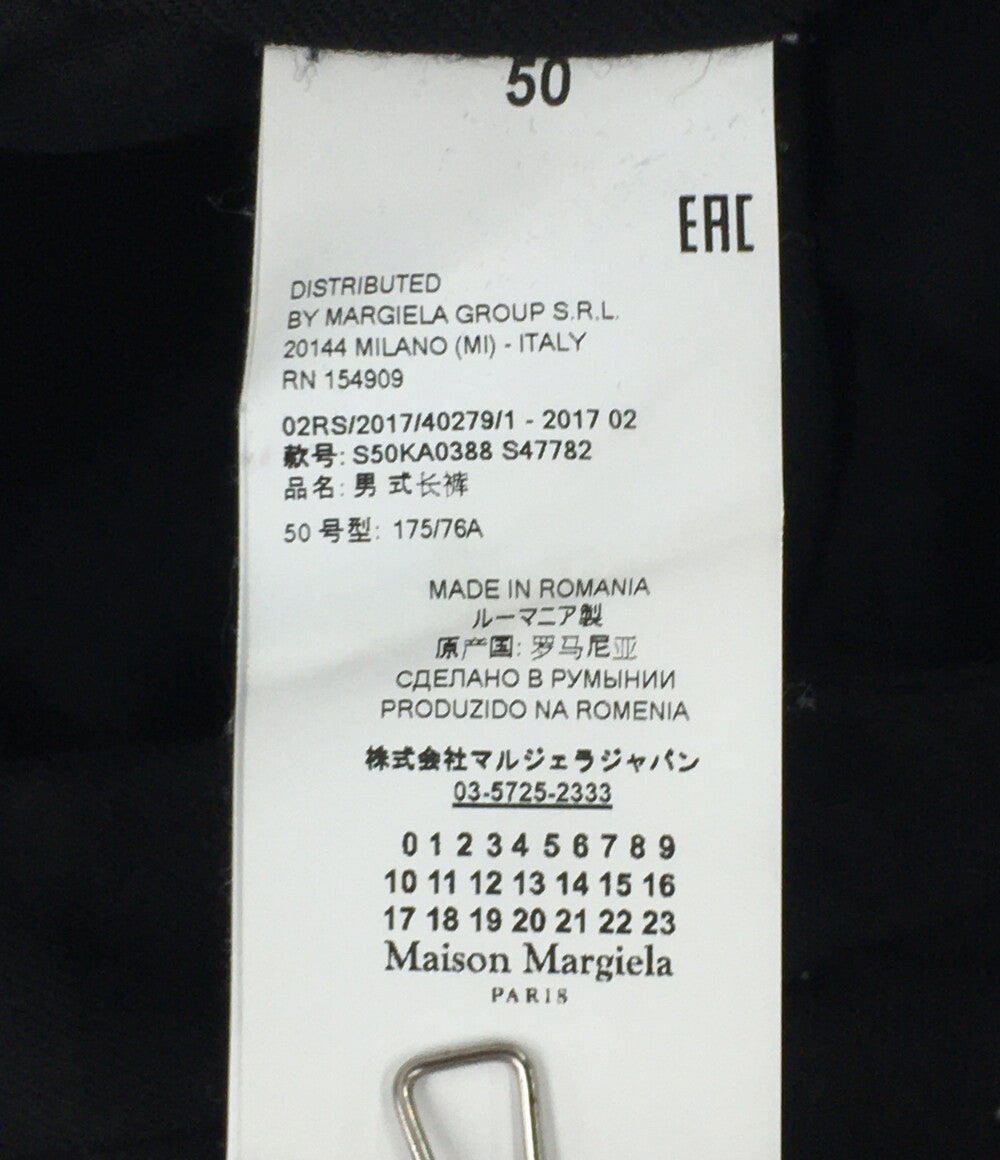 50
EAC
DISTRIBUTED
BY MARGIELA GROUP S.R.L.
20144 MILANO (MI) - ITALY
RN 154909
02RS/2017/40279/1 - 2017 02
款号: S50KA0388 S47782
品名: 男 式长裤
50 号型: 175/76A
MADE IN ROMANIA
ルーマニア製
原产国: 罗马尼亚
СДЕЛАНО В РУМЫНИИ
PRODUZIDO NA ROMENIA
株式会社マルジェラジャパン
03-5725-2333
0 1 2 3 4 5 6 7 8 9
10 11 12 13 14 15 16
17 18 19 20 21 22 23
Maison Margiela
PARIS